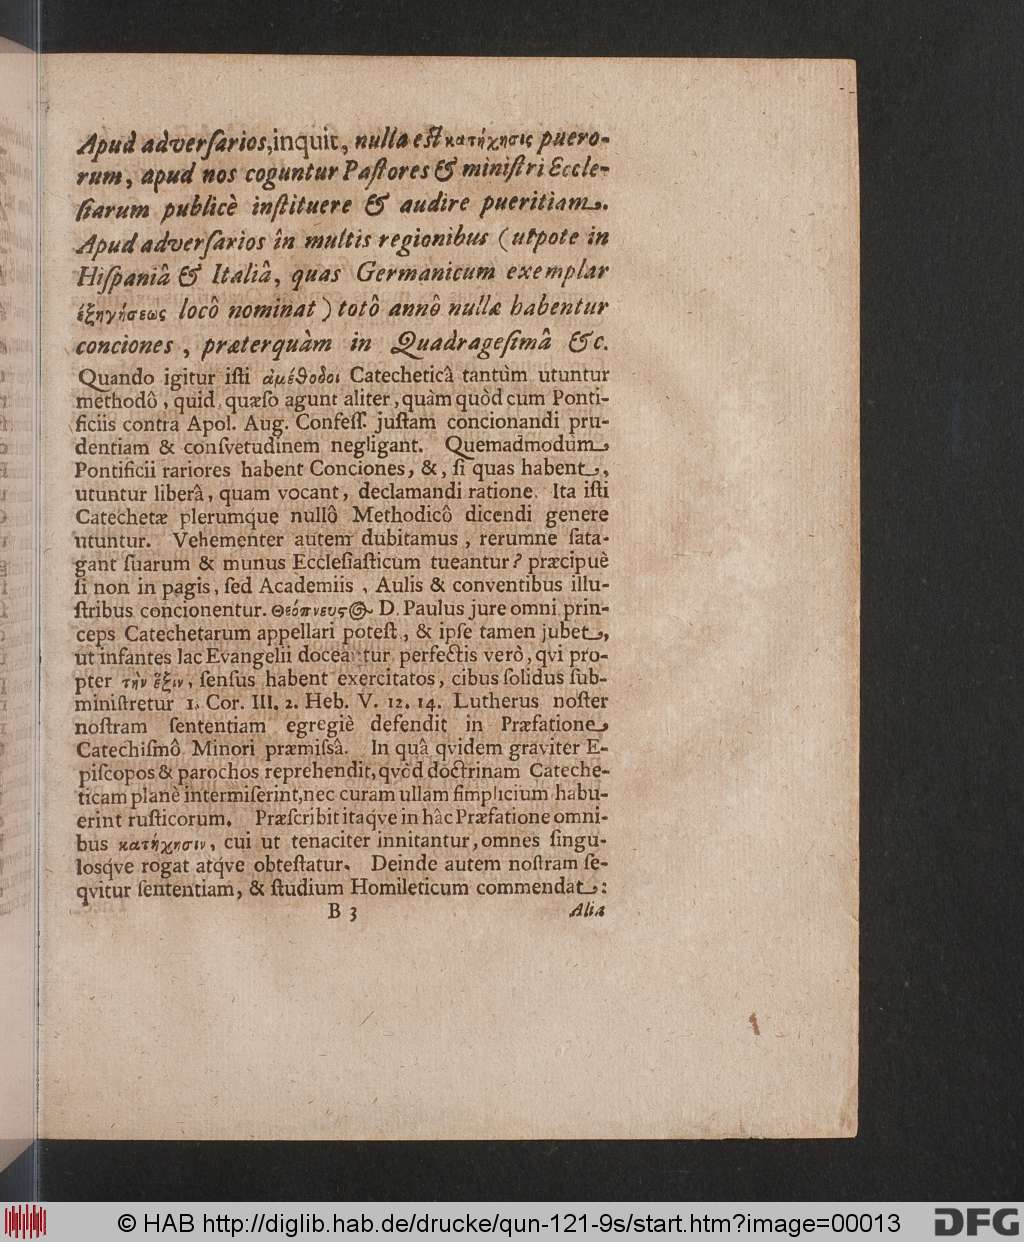 Apud adverſarios, inquit, nulla eſt κατήχησις puero-
rum, apud nos coguntur Paſtores & miniſtri Eccle-
ſiarum publicè inſtituere & audire pueritiam.
Apud adverſarios in multis regionibus (utpote in
Hiſpaniâ & Italiâ, quas Germanicum exemplar
ἐξηγήσεως locô nominat) totô annô nullæ habentur
conciones, præterquàm in Quadrageſimâ &c.
Quando igitur iſti ἀμέθοδοι Catecheticâ tantùm utuntur
methodô, quid quæſo agunt aliter, quàm quòd cum Ponti-
ficiis contra Apol. Aug. Confeſſ. juſtam concionandi pru-
dentiam & conſvetudinem negligant. Quemadmodùm
Pontificii rariores habent Conciones, &, ſi quas habent,
utuntur liberâ, quam vocant, declamandi ratione. Ita iſti
Catechetæ plerumque nullô Methodicô dicendi genere
utuntur. Vehementer autem dubitamus, rerumne ſata-
gant ſuarum & munus Eccleſiaſticum tueantur? præcipuè
ſi non in pagis, ſed Academiis, Aulis & conventibus illu-
ſtribus concionentur. Θεόπνευς(os) D. Paulus jure omni prin-
ceps Catechetarum appellari poteſt, & ipſe tamen jubet,
ut infantes lac Evangelii doceantur, perfectis verò, qvi pro-
pter τὴν ἕξιν, ſenſus habent exercitatos, cibus ſolidus ſub-
miniſtretur 1. Cor. III. 2. Heb. V. 12. 14. Lutherus noſter
noſtram ſententiam egregiè defendit in Præfatione
Catechiſmô Minori præmiſsâ. In quâ qvidem graviter E-
piſcopos & parochos reprehendit, qvòd doctrinam Cateche-
ticam planè intermiſerint, nec curam ullam ſimplicium habu-
erint ruſticorum. Præſcribit itaqve in hâc Præfatione omni-
bus κατήχησιν, cui ut tenaciter innitantur, omnes ſingu-
losqve rogat atqve obteſtatur. Deinde autem noſtram ſe-
qvitur ſententiam, & ſtudium Homileticum commendat:
B 3 Alia
© HAB http://diglib.hab.de/drucke/qun-121-9s/start.htm?image=00013 DFG